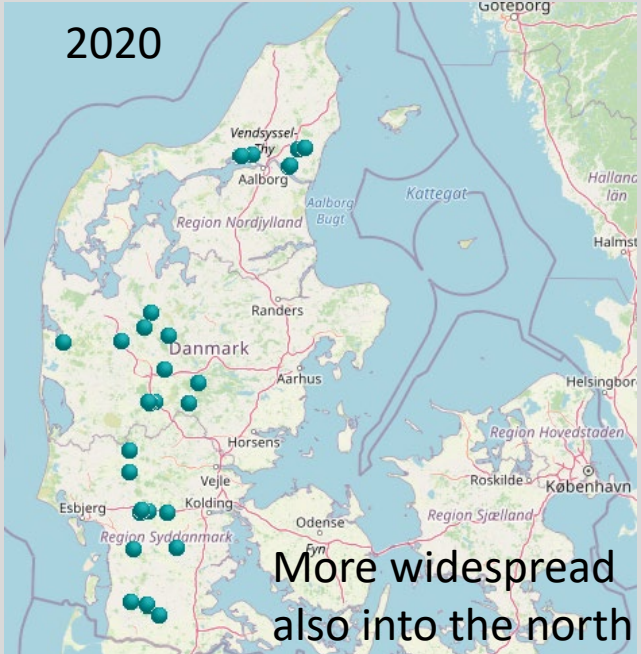 Göteborg
2020
Vendsyssel-
Thy
Aalborg
Aalborg
Bugt
Kattegat
Halland
län
Region Nordjylland
Halmst
Randers
Danmark
Aarhus
Helsingbor
Horsens
Region Hovedstaden
Vejle
Roskilde
København
Esbjerg
Kolding
Odense
Region Sjælland
Region Syddanmark
Fyn
More widespread
also into the north